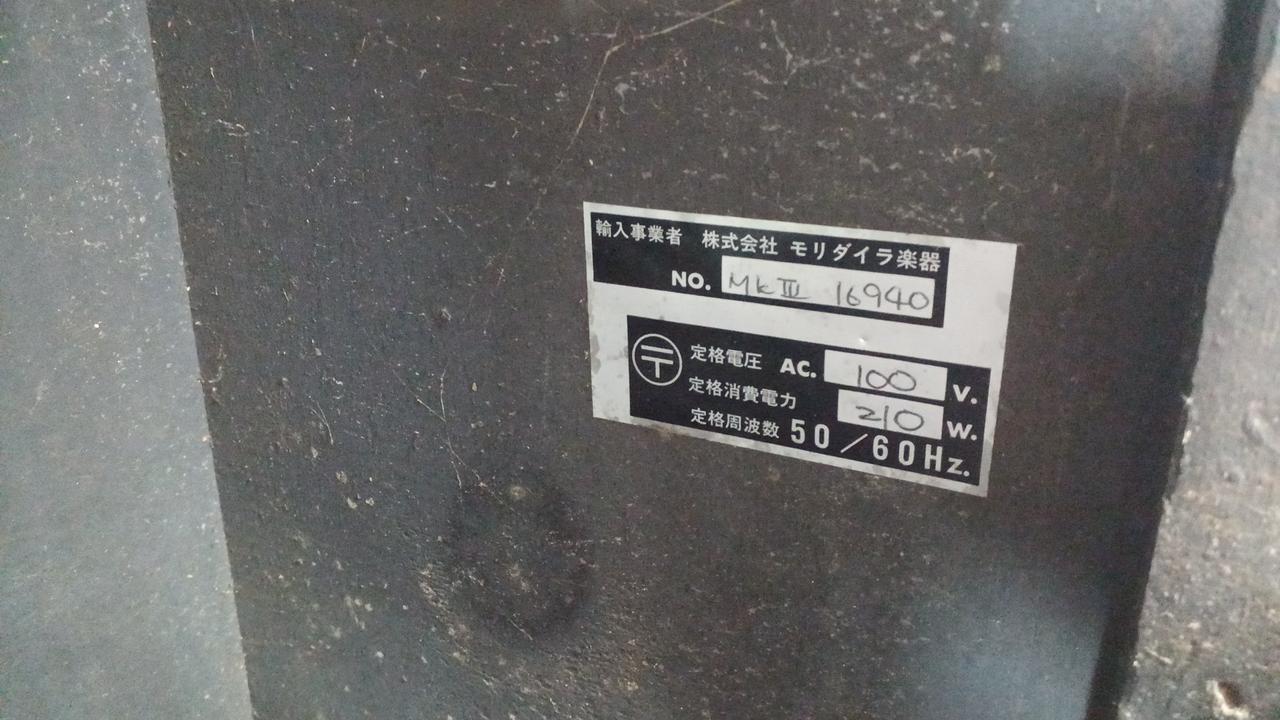 輸入事業者 株式会社 モリダイラ楽器
NO. MK III 16940
〒 定格電圧 AC. 100 V.
定格消費電力 210 W.
定格周波数 50/60Hz.